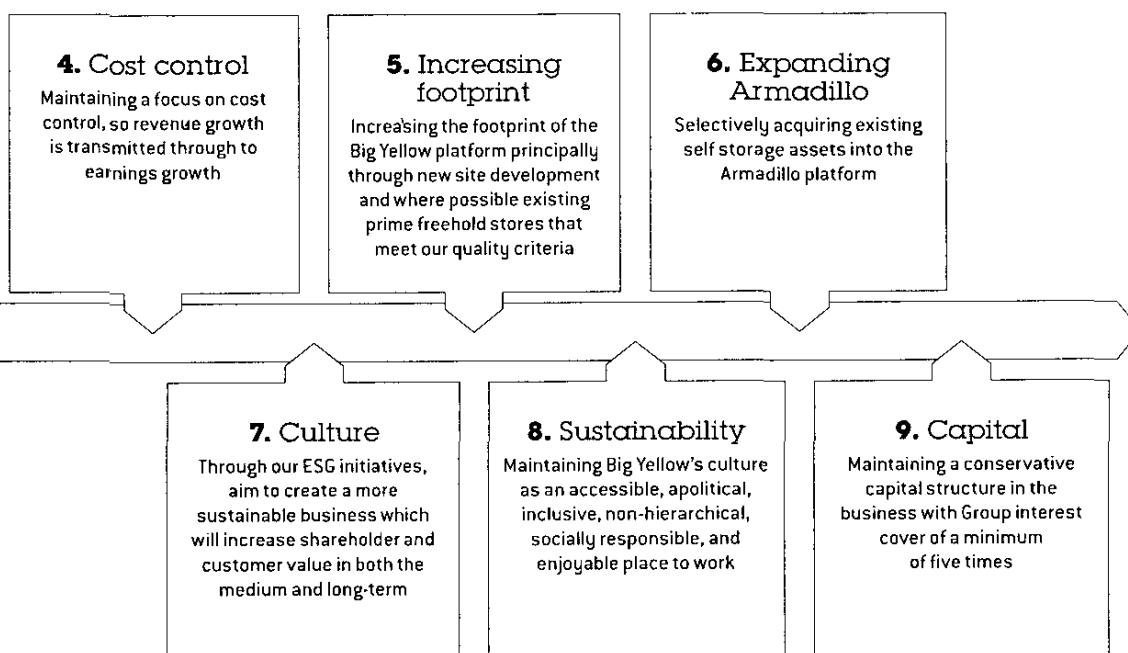 4. Cost control
Maintaining a focus on cost
control, so revenue growth
is transmitted through to
earnings growth
5. Increasing
footprint
Increasing the footprint of the
Big Yellow platform principally
through new site development
and where possible existing
prime freehold stores that
meet our quality criteria
6. Expanding
Armadillo
Selectively acquiring existing
self storage assets into the
Armadillo platform
7. Culture
Through our ESG initiatives,
aim to create a more
sustainable business which
will increase shareholder and
customer value in both the
medium and long-term
8. Sustainability
Maintaining Big Yellow's culture
as an accessible, apolitical,
inclusive, non-hierarchical,
socially responsible, and
enjoyable place to work
9. Capital
Maintaining a conservative
capital structure in the
business with Group interest
cover of a minimum
of five times